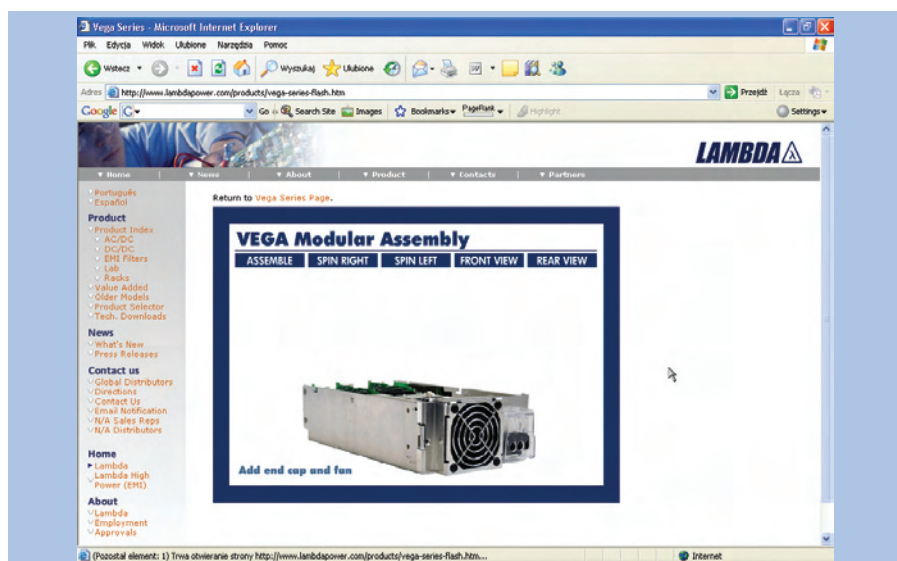 Vega Series - Microsoft Internet Explorer
Plik Edycja Widok Ulubione Narzędzia Pomoc
Wstecz Wyszukaj Ulubione
Adres http://www.lambdapower.com/products/vega-series-flash.htm Przejdź Łącza
Google G Go Search Site Images Bookmarks PageRank Highlight Settings
LAMBDA
Home | News | About | Product | Contacts | Partners
Português
Español
Product
Product Index
AC/DC
DC/DC
EMI Filters
Lab
Racks
Value Added
Older Models
Product Selector
Tech. Downloads
News
What's New
Press Releases
Contact us
Global Distributors
Directions
Contact Us
Email Notification
N/A Sales Reps
N/A Distributors
Home
Lambda
Lambda High
Power (EMI)
About
Lambda
Employment
Approvals
Return to Vega Series Page.
VEGA Modular Assembly
ASSEMBLE SPIN RIGHT SPIN LEFT FRONT VIEW REAR VIEW
Add end cap and fan
(Pozostał element: 1) Trwa otwieranie strony http://www.lambdapower.com/products/vega-series-flash.htm... Internet